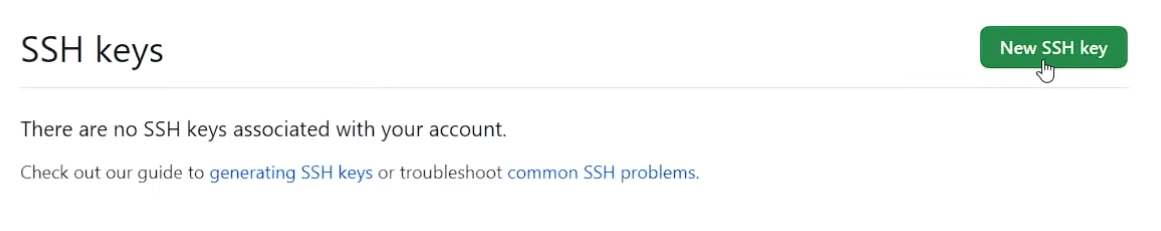 SSH keys
New SSH key
There are no SSH keys associated with your account.
Check out our guide to generating SSH keys or troubleshoot common SSH problems.